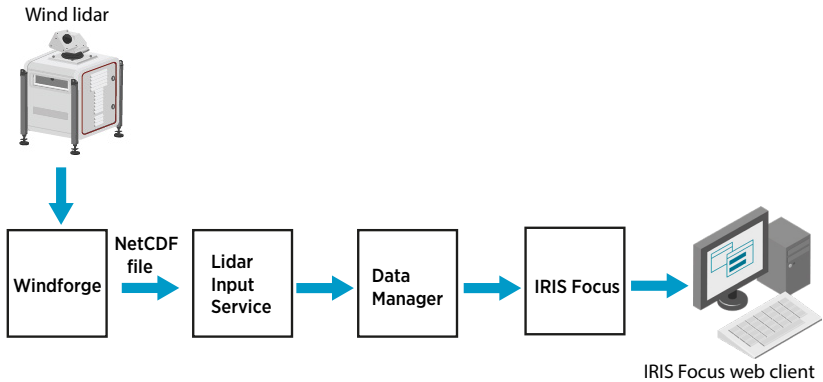 Wind lidar
Windforge
NetCDF
file
Lidar
Input
Service
Data
Manager
IRIS Focus
IRIS Focus web client